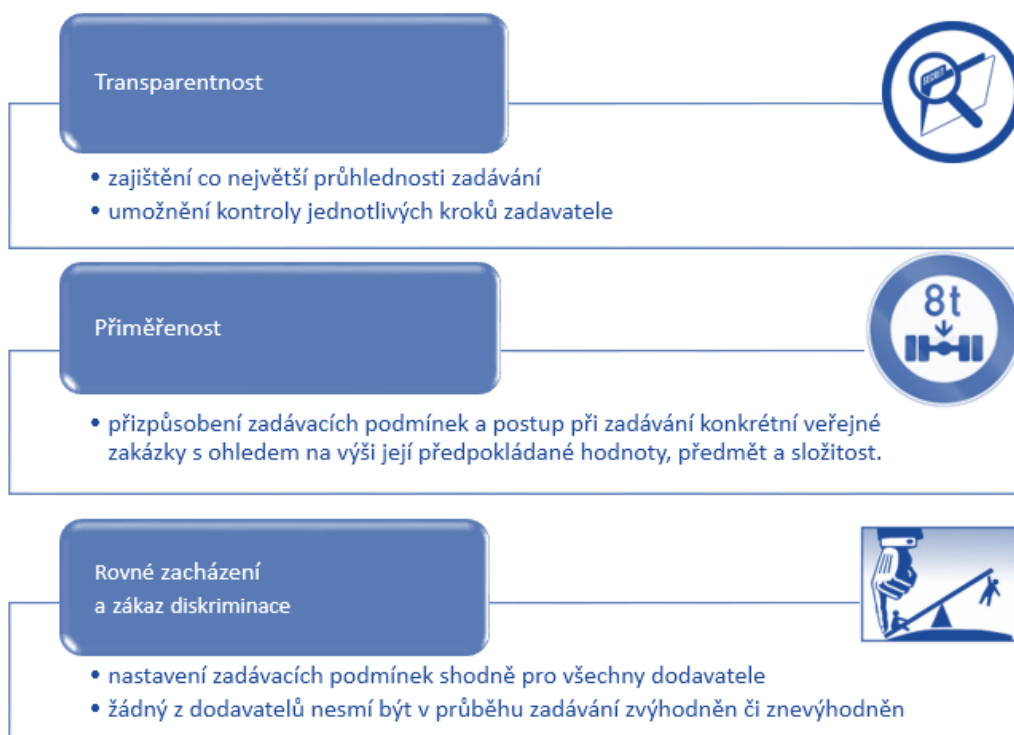 Transparentnost
SECRET
• zajištění co největší průhlednosti zadávání
• umožnění kontroly jednotlivých kroků zadavatele
Přiměřenost
8t
• přizpůsobení zadávacích podmínek a postup při zadávání konkrétní veřejné
zakázky s ohledem na výši její předpokládané hodnoty, předmět a složitost.
Rovné zacházení
a zákaz diskriminace
• nastavení zadávacích podmínek shodně pro všechny dodavatele
• žádný z dodavatelů nesmí být v průběhu zadávání zvýhodněn či znevýhodněn